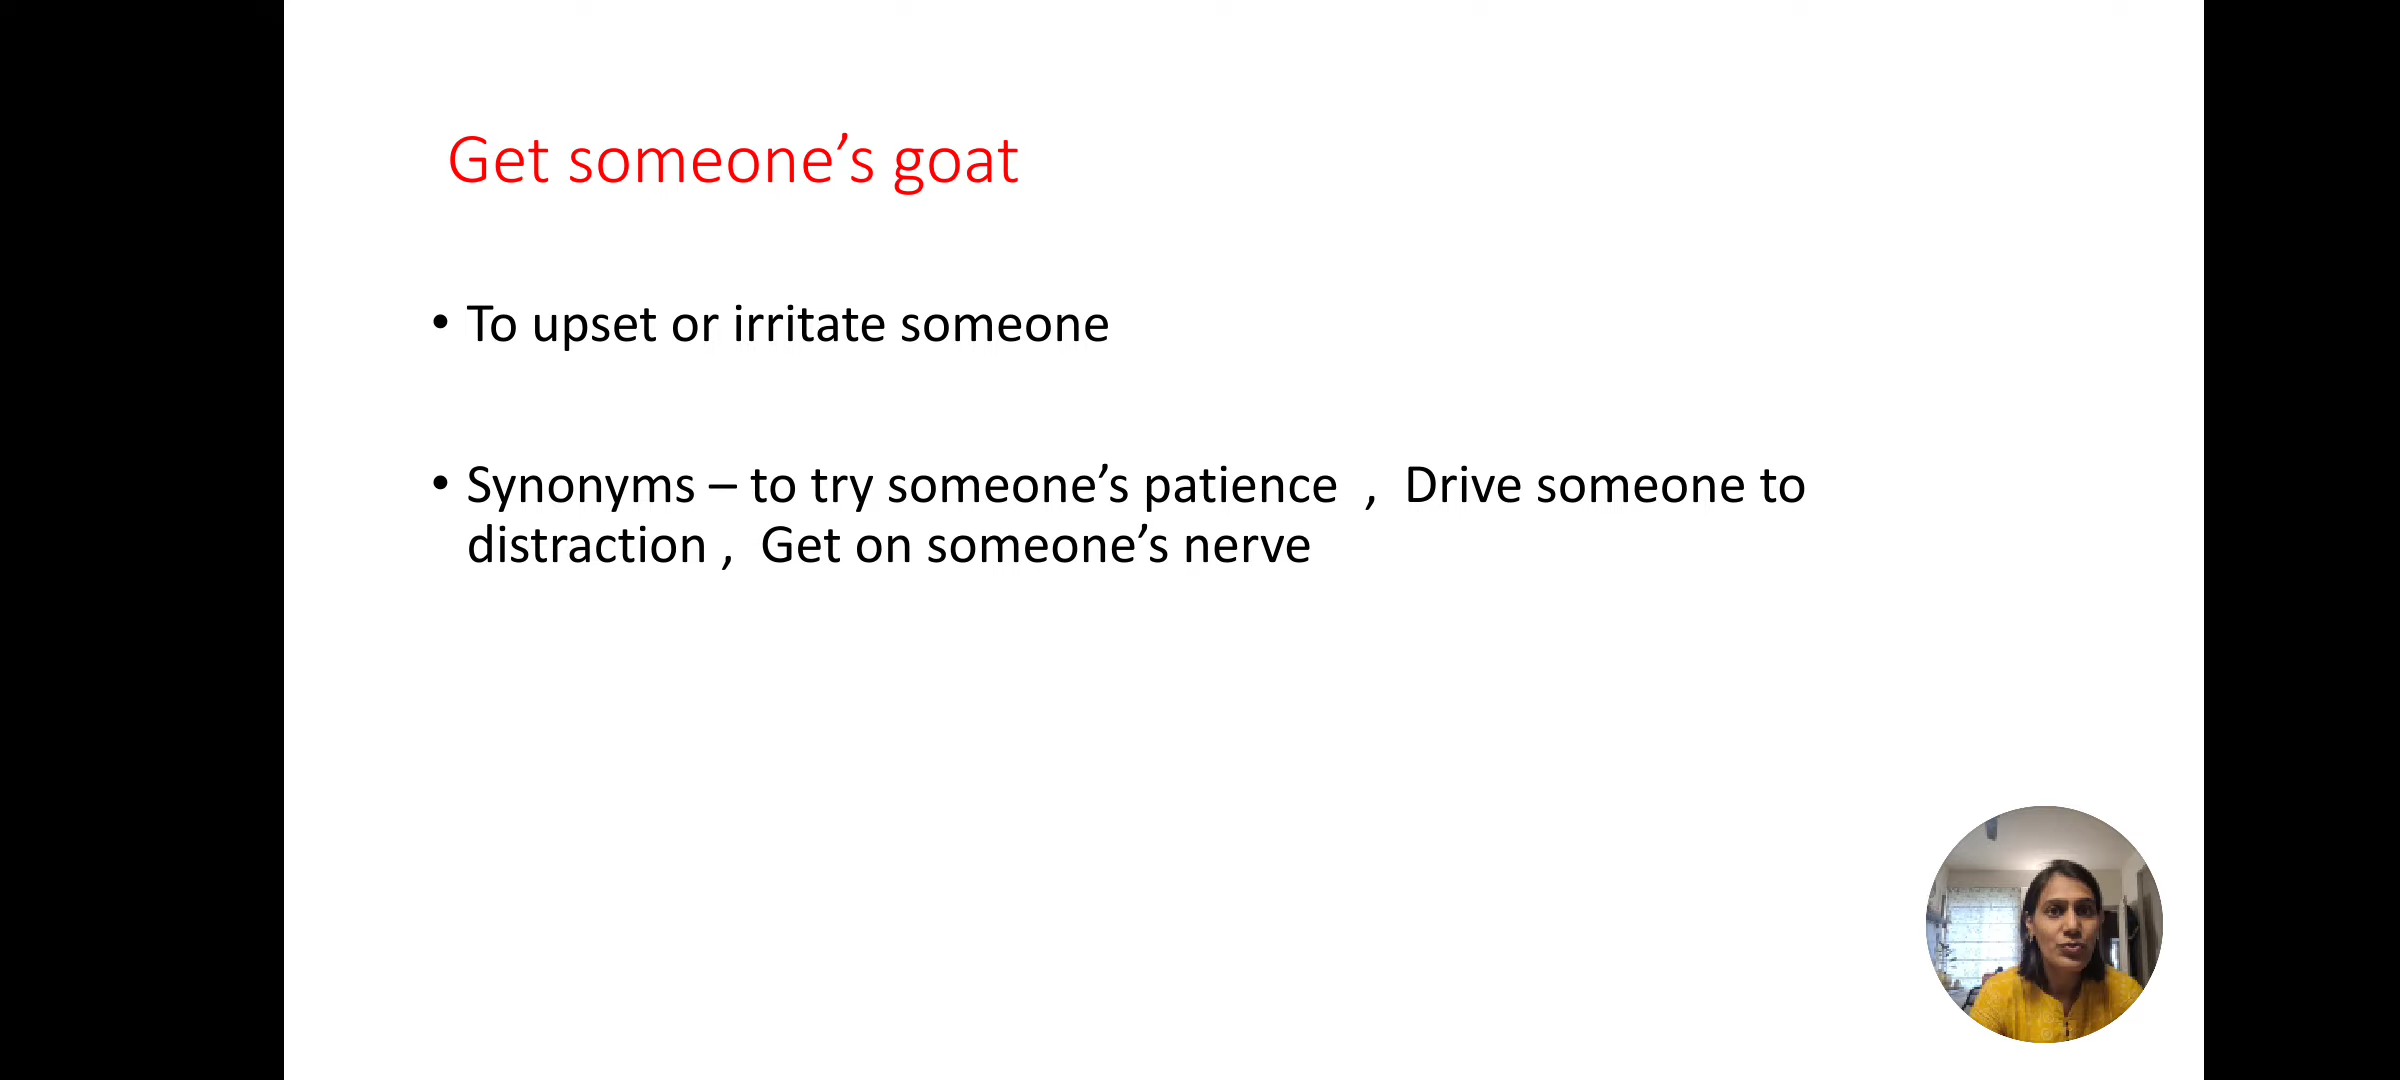 Get someone’s goat
• To upset or irritate someone
• Synonyms – to try someone’s patience , Drive someone to
distraction , Get on someone’s nerve